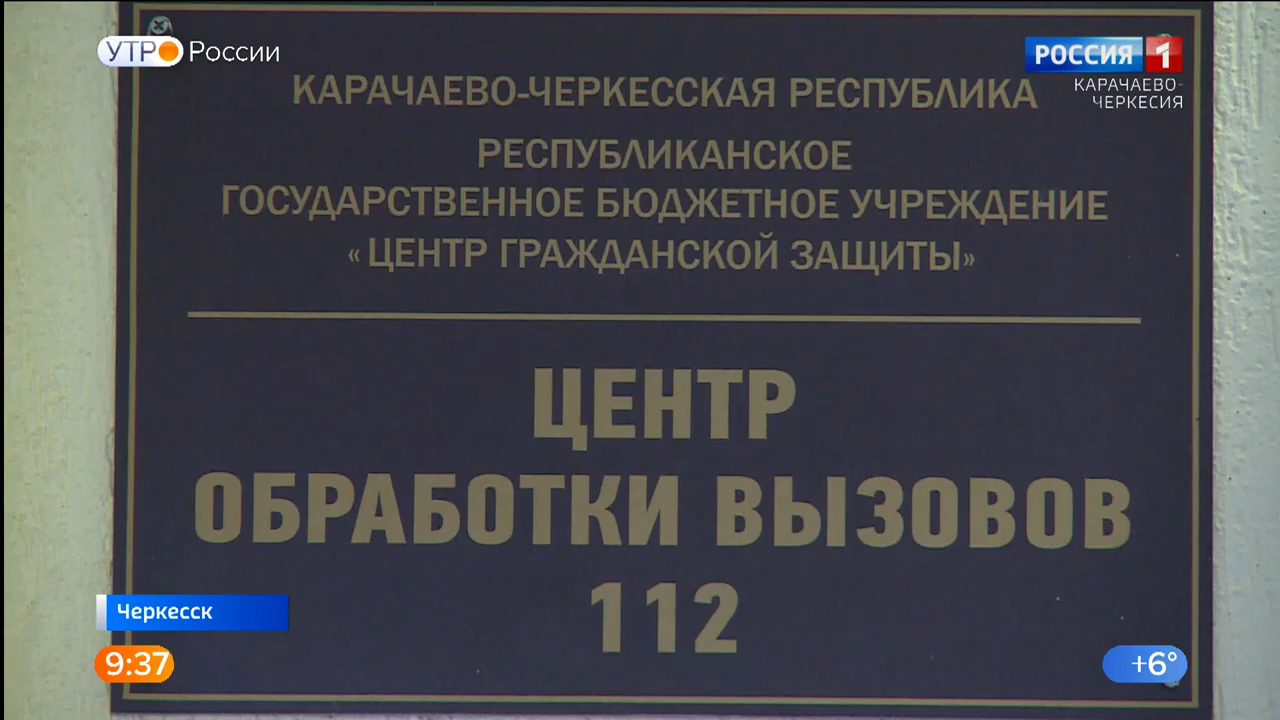 УТРО России
РОССИЯ 1
КАРАЧАЕВО-
ЧЕРКЕСИЯ
КАРАЧАЕВО-ЧЕРКЕССКАЯ РЕСПУБЛИКА
РЕСПУБЛИКАНСКОЕ
ГОСУДАРСТВЕННОЕ БЮДЖЕТНОЕ УЧРЕЖДЕНИЕ
«ЦЕНТР ГРАЖДАНСКОЙ ЗАЩИТЫ»
ЦЕНТР
ОБРАБОТКИ ВЫЗОВОВ
112
Черкесск
9:37
+6°